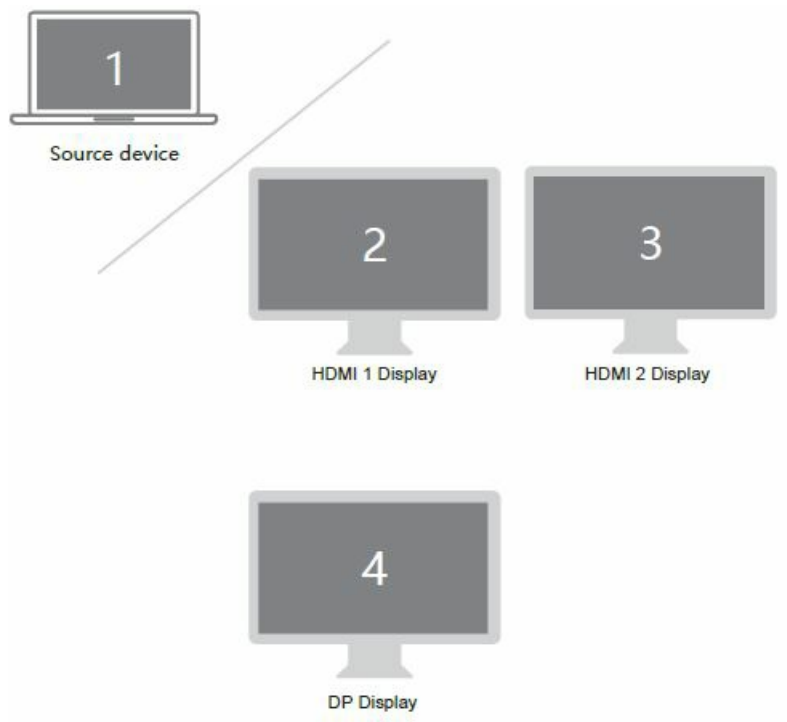 1
Source device
2
3
HDMI 1 Display
HDMI 2 Display
4
DP Display